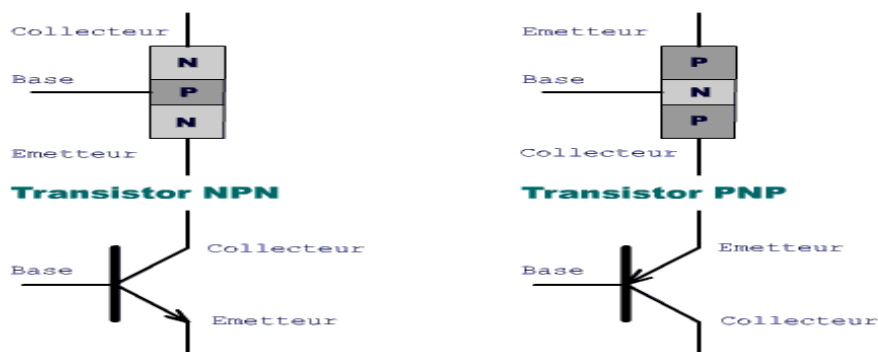 Collecteur
N
Base
P
N
Emetteur
Transistor NPN
Collecteur
Base
Emetteur
Emetteur
P
Base
N
P
Collecteur
Transistor PNP
Emetteur
Base
Collecteur